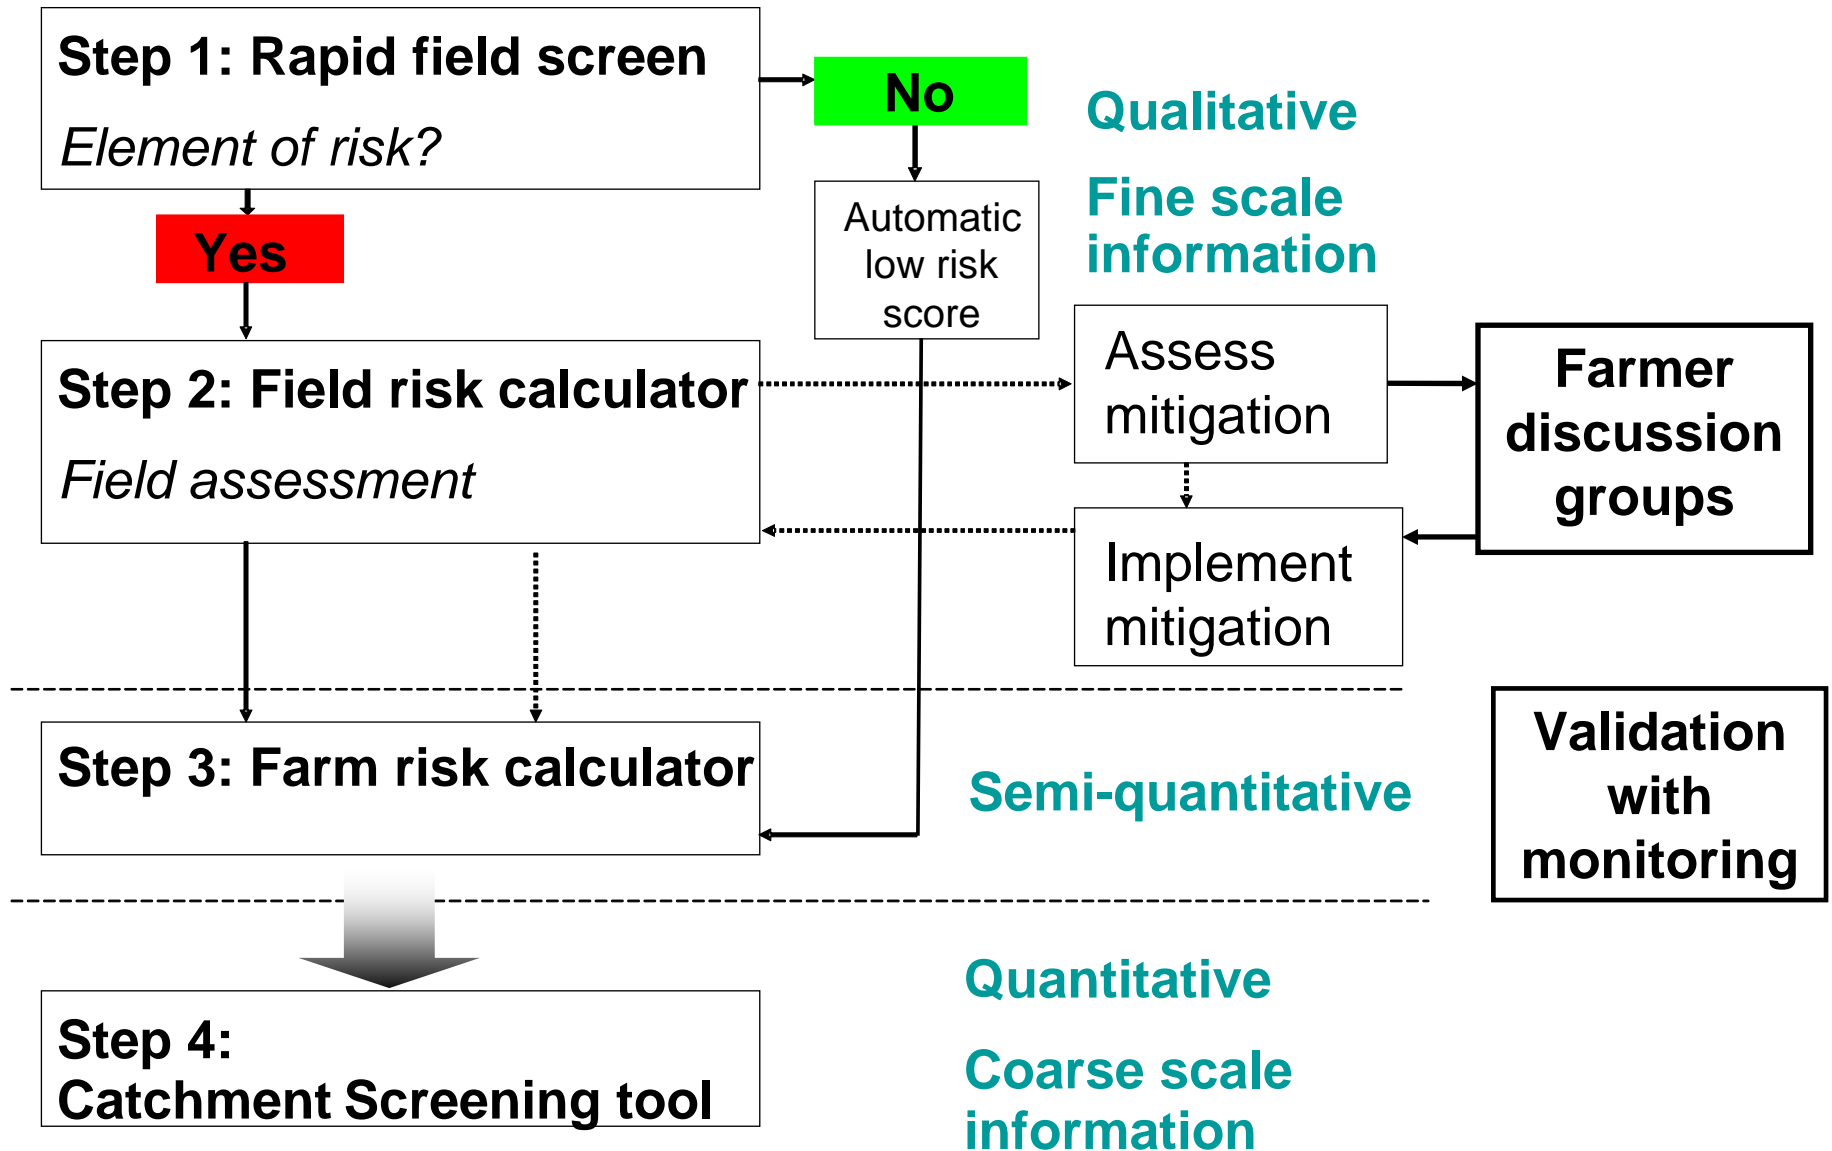 Step 1: Rapid field screen
Element of risk?
No
Qualitative
Fine scale
information
Yes
Automatic
low risk
score
Step 2: Field risk calculator
Field assessment
Assess
mitigation
Farmer
discussion
groups
Implement
mitigation
Step 3: Farm risk calculator
Semi-quantitative
Validation
with
monitoring
Quantitative
Coarse scale
information
Step 4:
Catchment Screening tool